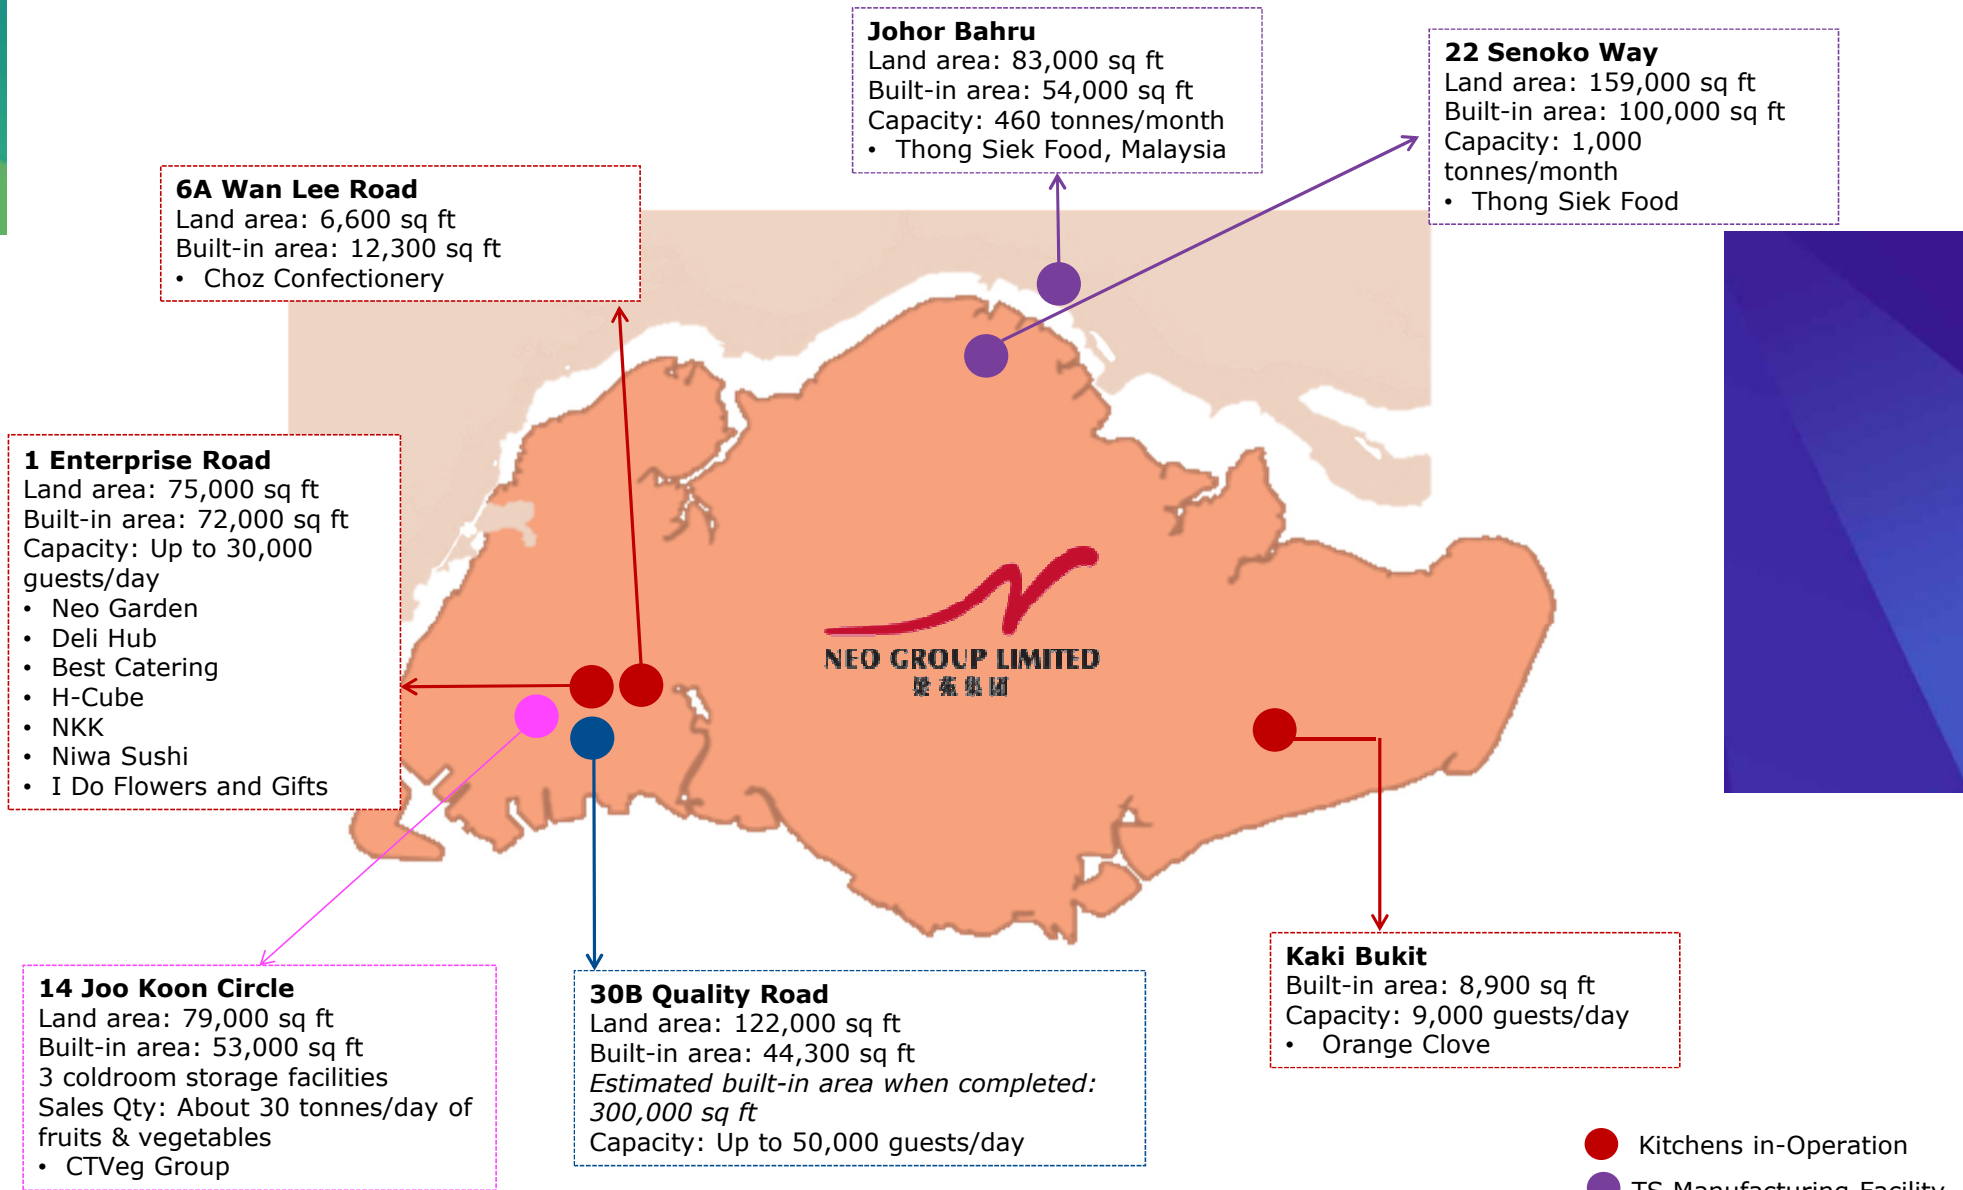 Johor Bahru
Land area: 83,000 sq ft
Built-in area: 54,000 sq ft
Capacity: 460 tonnes/month
• Thong Siek Food, Malaysia
22 Senoko Way
Land area: 159,000 sq ft
Built-in area: 100,000 sq ft
Capacity: 1,000
tonnes/month
• Thong Siek Food
6A Wan Lee Road
Land area: 6,600 sq ft
Built-in area: 12,300 sq ft
• Choz Confectionery
1 Enterprise Road
Land area: 75,000 sq ft
Built-in area: 72,000 sq ft
Capacity: Up to 30,000
guests/day
• Neo Garden
• Deli Hub
• Best Catering
• H-Cube
• NKK
• Niwa Sushi
• I Do Flowers and Gifts
NEO GROUP LIMITED
梁苑集团
14 Joo Koon Circle
Land area: 79,000 sq ft
Built-in area: 53,000 sq ft
3 coldroom storage facilities
Sales Qty: About 30 tonnes/day of
fruits & vegetables
• CTVeg Group
30B Quality Road
Land area: 122,000 sq ft
Built-in area: 44,300 sq ft
Estimated built-in area when completed:
300,000 sq ft
Capacity: Up to 50,000 guests/day
Kaki Bukit
Built-in area: 8,900 sq ft
Capacity: 9,000 guests/day
• Orange Clove
Kitchens in-Operation
TS Manufacturing Facility